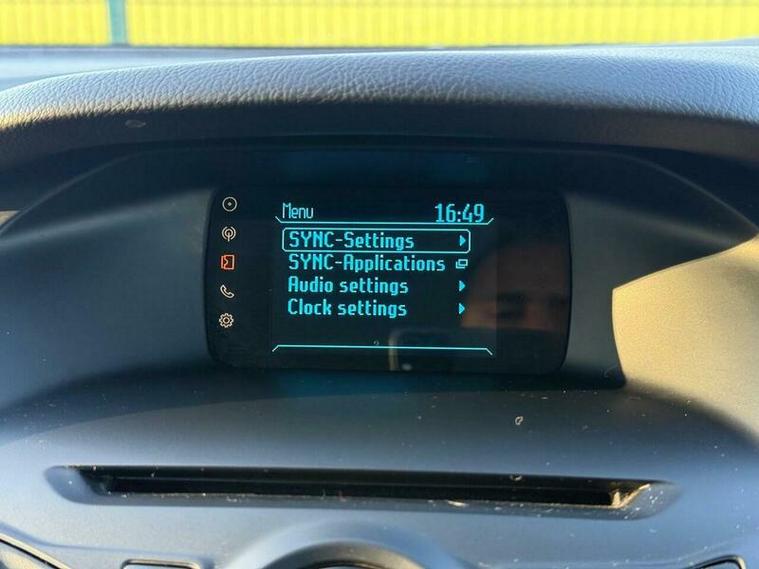 Menu 16:49
SYNC-Settings
SYNC-Applications
Audio settings
Clock settings